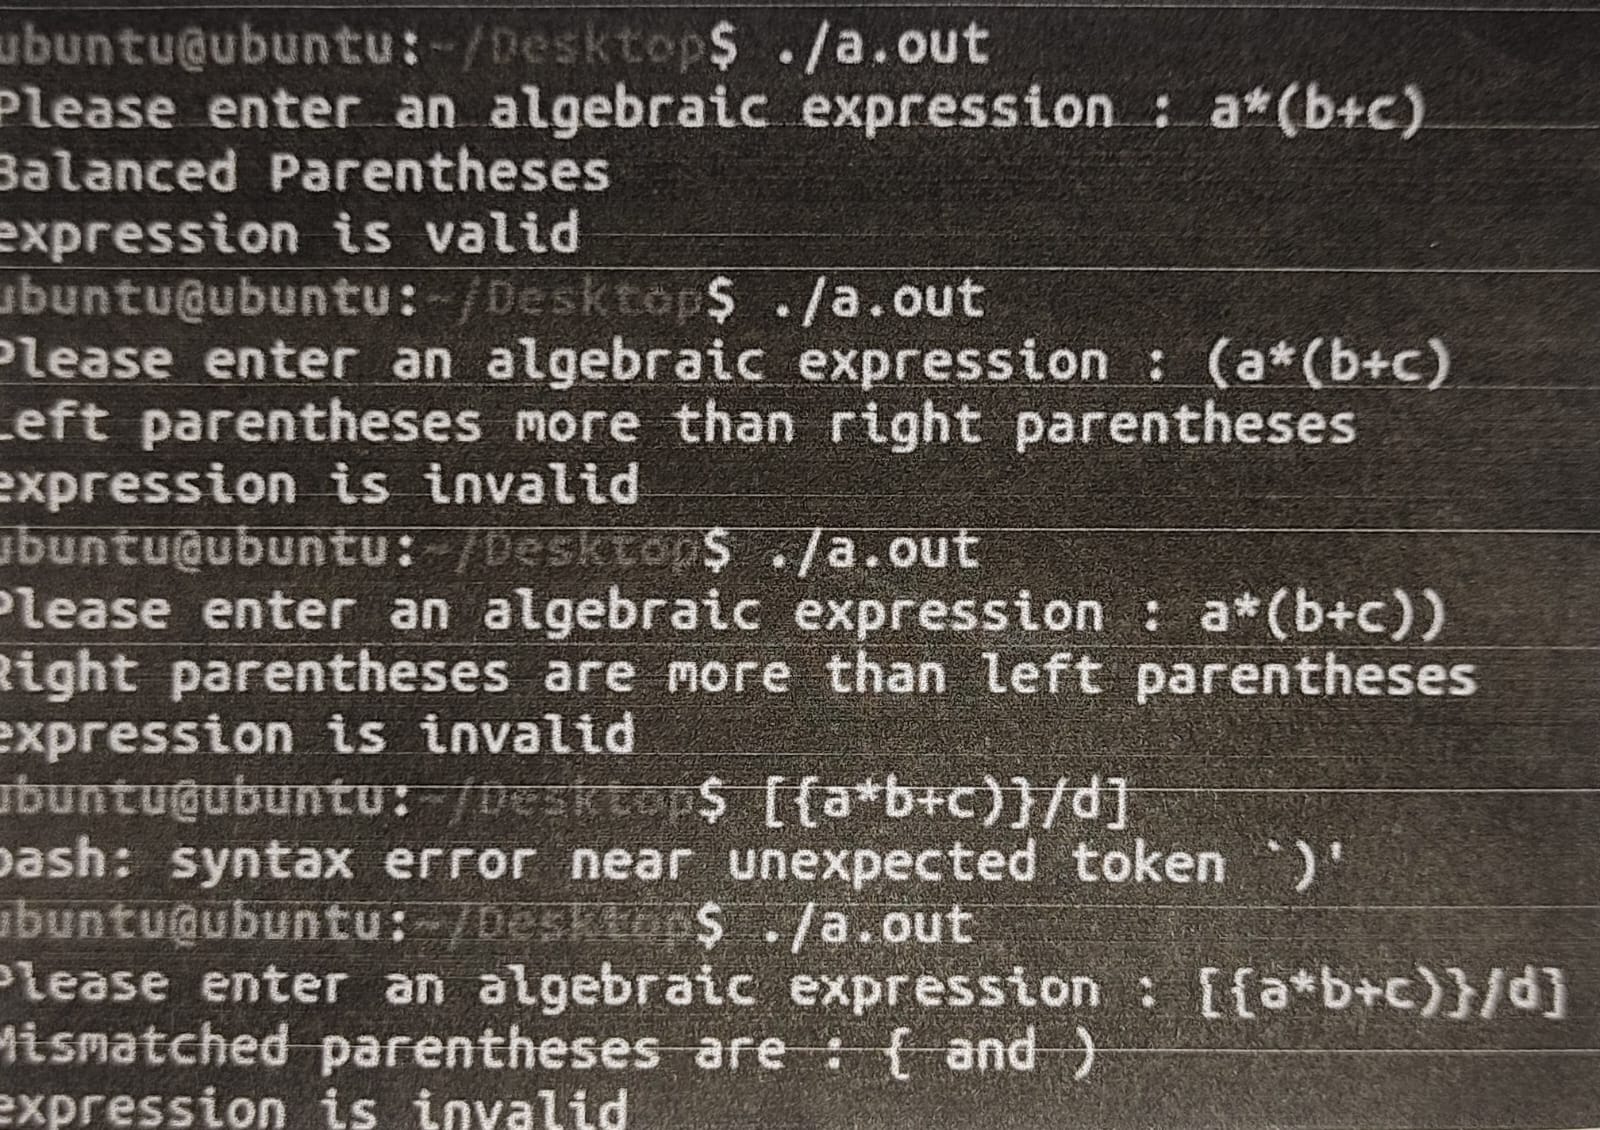 ubuntu@ubuntu:~/Desktop$ ./a.out
Please enter an algebraic expression : a*(b+c)
Balanced Parentheses
expression is valid
ubuntu@ubuntu:~/Desktop$ ./a.out
Please enter an algebraic expression : (a*(b+c)
Left parentheses more than right parentheses
expression is invalid
ubuntu@ubuntu:~/Desktop$ ./a.out
Please enter an algebraic expression : a*(b+c))
Right parentheses are more than left parentheses
expression is invalid
ubuntu@ubuntu:~/Desktop$ [{a*b+c)}/d]
bash: syntax error near unexpected token `)'
ubuntu@ubuntu:~/Desktop$ ./a.out
Please enter an algebraic expression : [{a*b+c)}/d]
Mismatched parentheses are : { and )
expression is invalid